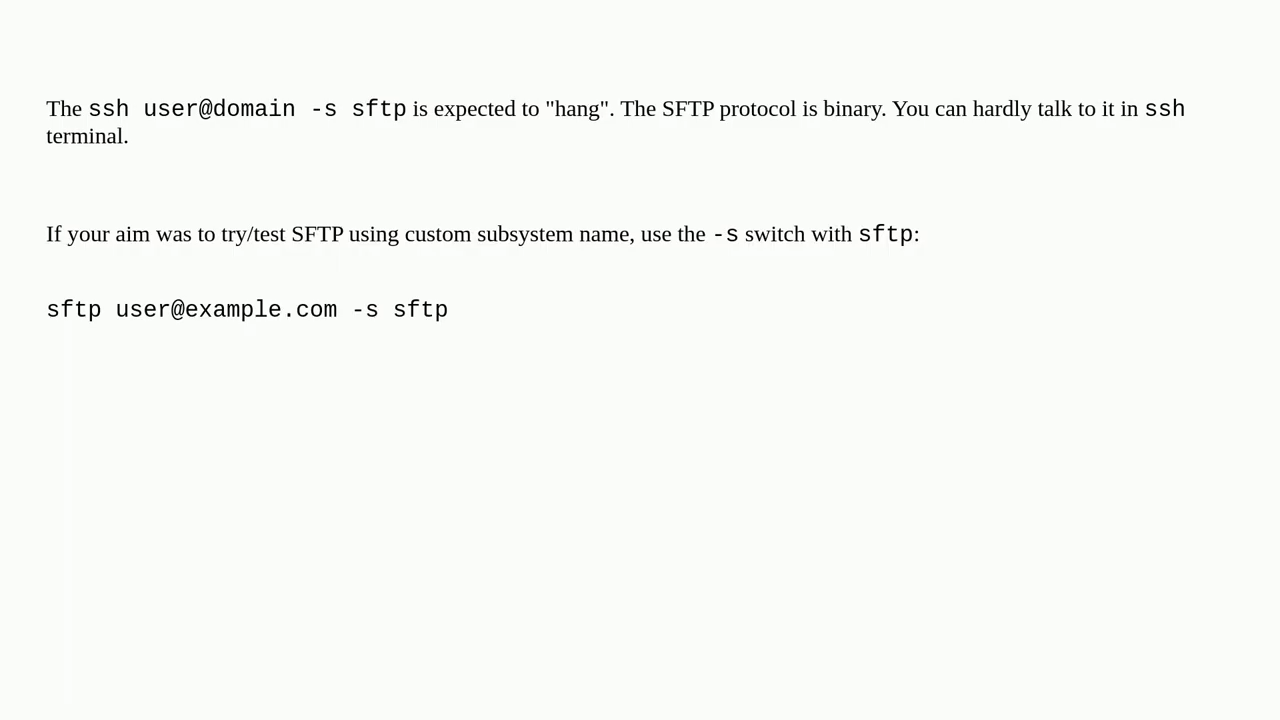 The ssh user@domain -s sftp is expected to "hang". The SFTP protocol is binary. You can hardly talk to it in ssh
terminal.
If your aim was to try/test SFTP using custom subsystem name, use the -s switch with sftp:
sftp user@example.com -s sftp